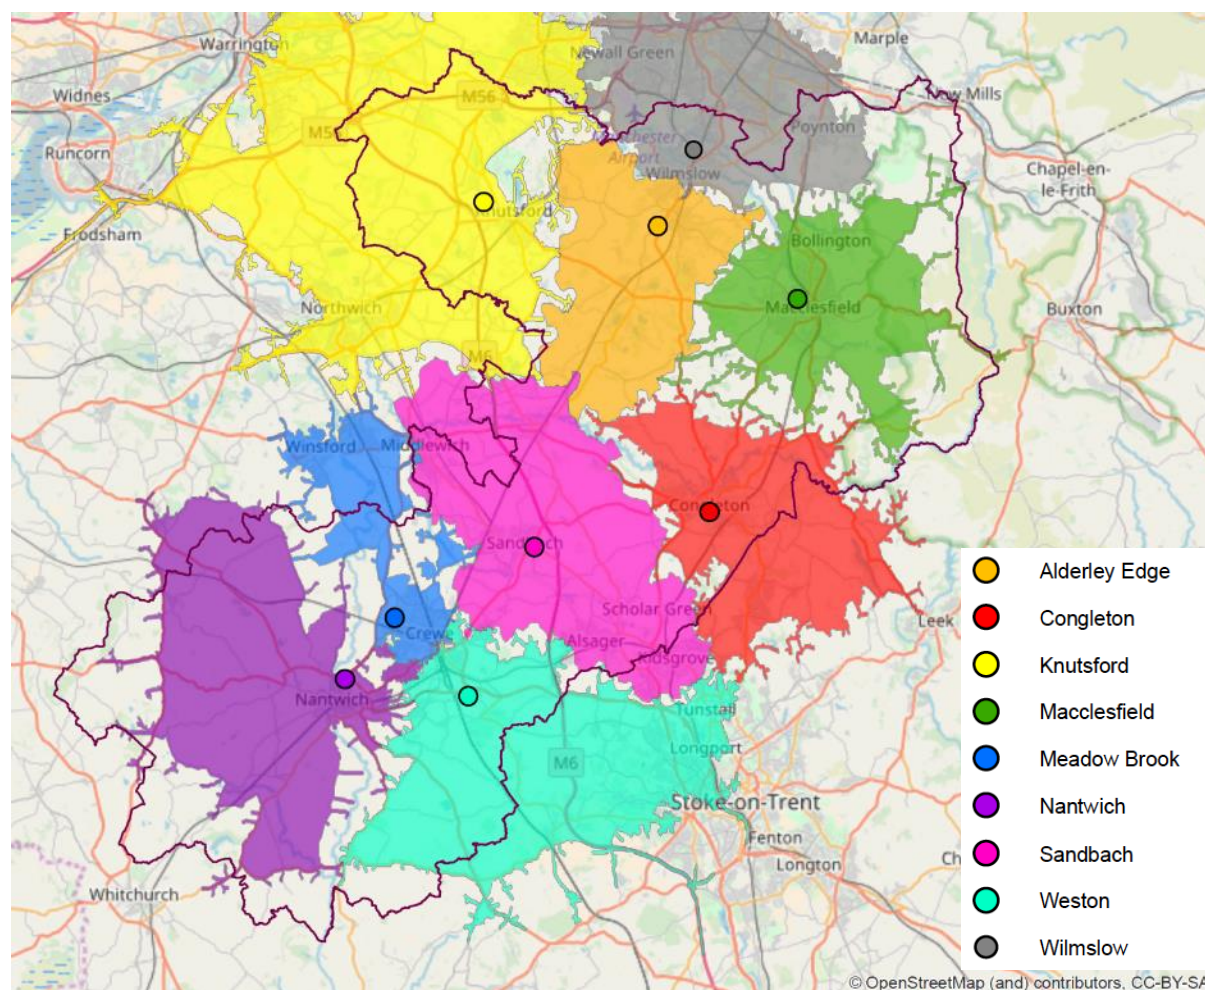 Warrington
Newall Green
Marple
Widnes
M56
New Mills
M56
Poynton
Manchester
Airport
Runcorn
Wilmslow
Chapel-en-
le-Frith
Knutsford
Frodsham
Bollington
Northwich
Macclesfield
Buxton
M6
Winsford
Middlewich
Congleton
Sandbach
Alderley Edge
Scholar Green
Congleton
Leek
Crewe
Alsager
Kidsgrove
Knutsford
Nantwich
Tunstall
Macclesfield
Longport
M6
Meadow Brook
Stoke-on-Trent
Nantwich
Fenton
Sandbach
Longton
Ch
Whitchurch
Weston
Wilmslow
© OpenStreetMap (and) contributors, CC-BY-SA